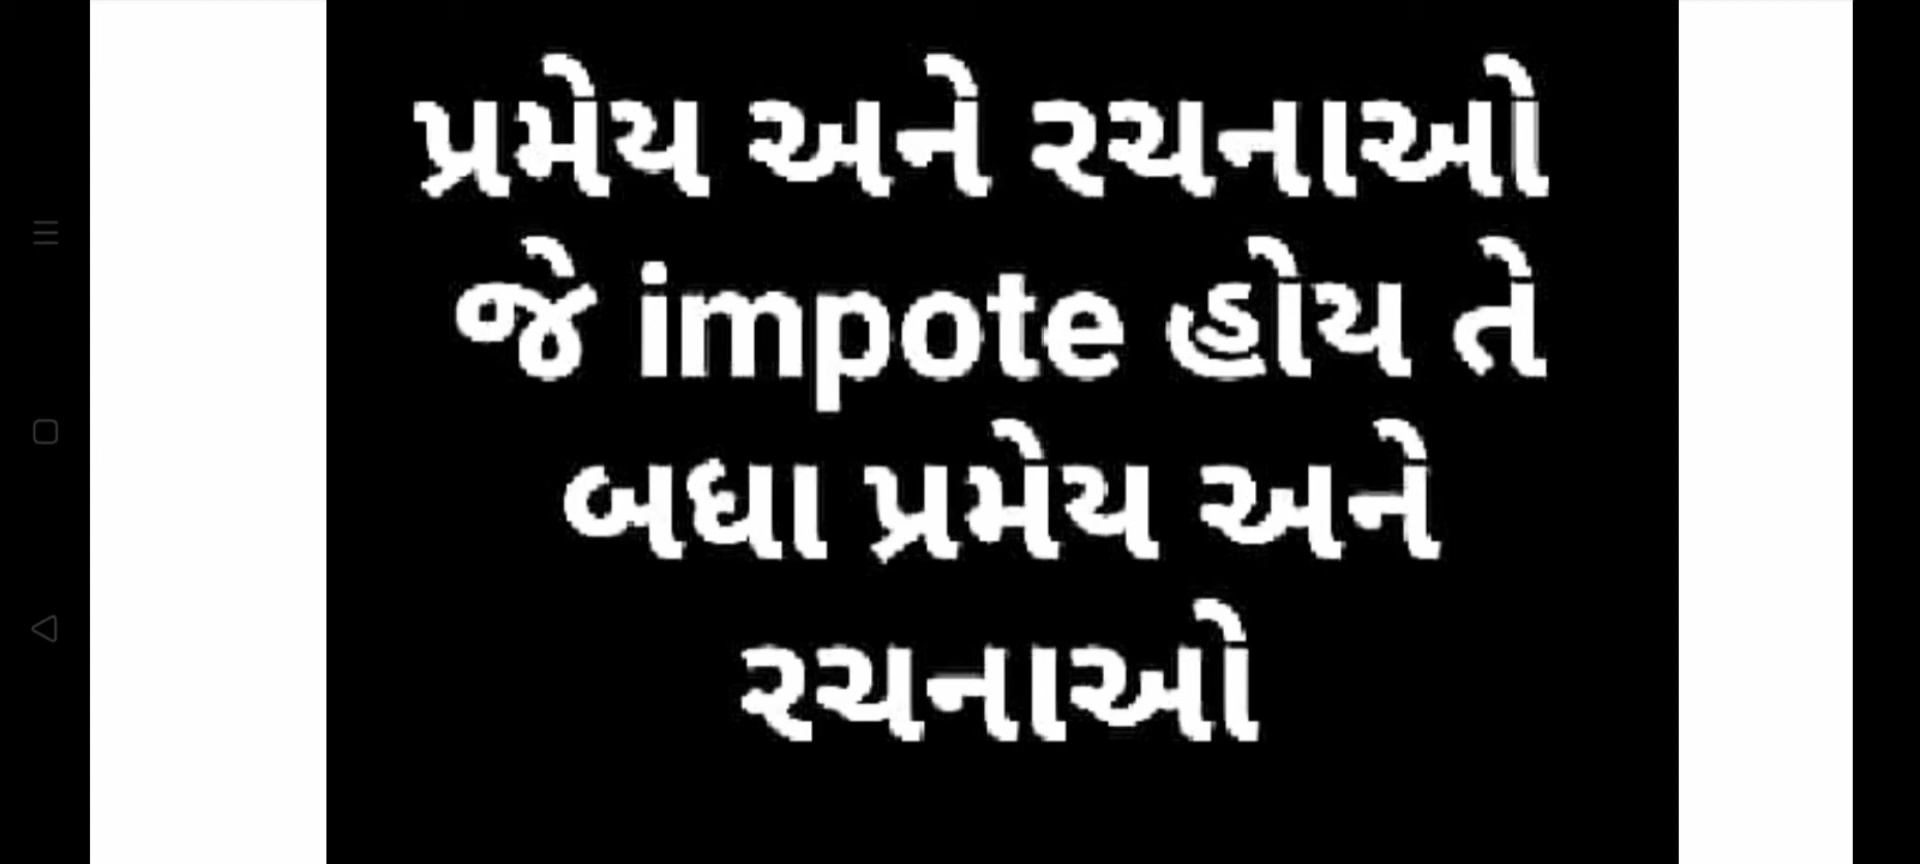 પ્રમેય અને રચનાઓ
જે impote હોય તે
બધા પ્રમેય અને
રચનાઓ